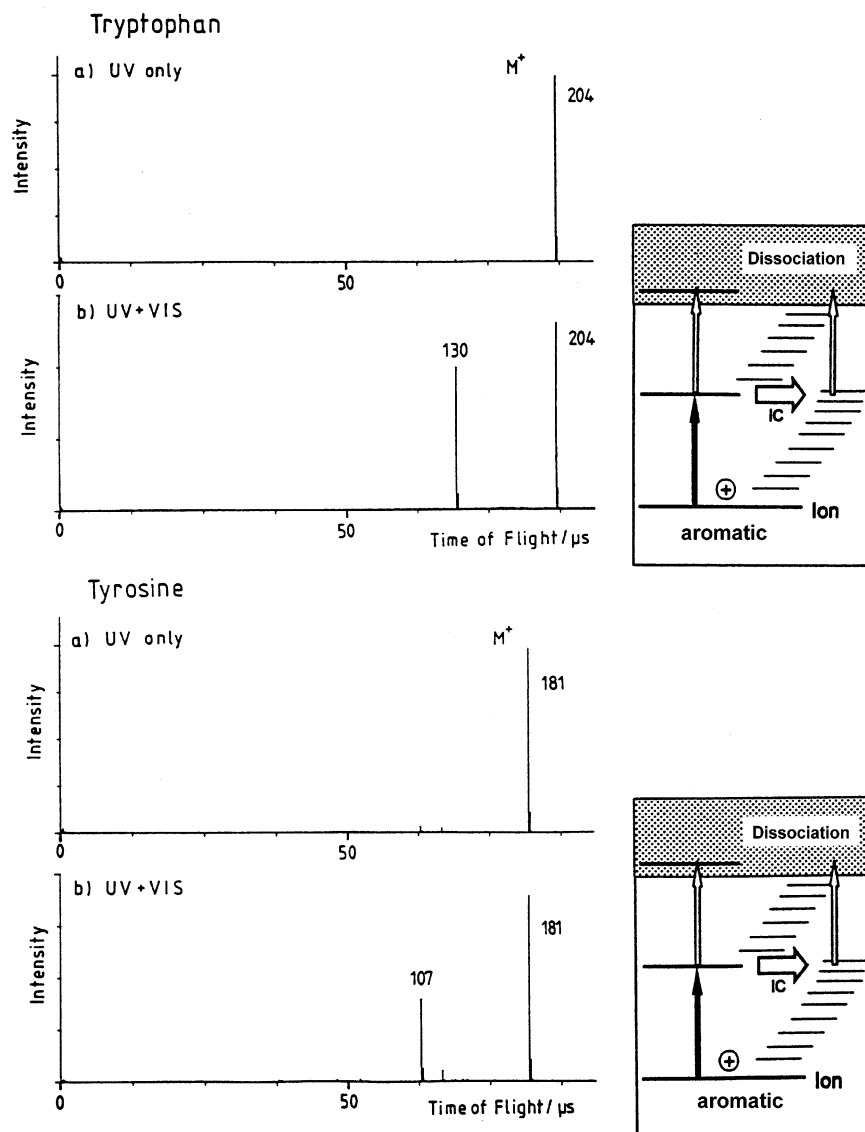 Tryptophan
a) UV only
M+
204
Intensity
0
50
b) UV+VIS
130
204
Intensity
0
50
Time of Flight/µs
Dissociation
IC
+
Ion
aromatic
Tyrosine
a) UV only
M+
181
Intensity
0
50
b) UV+VIS
107
181
Intensity
0
50
Time of Flight/µs
Dissociation
IC
+
Ion
aromatic